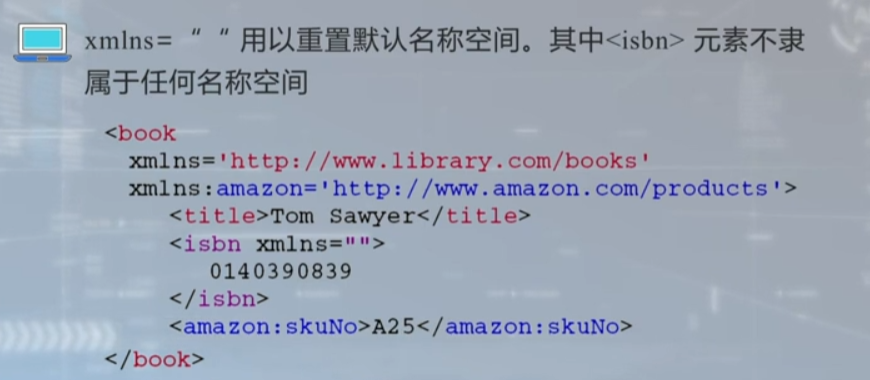 xmlns= “ “ 用以重置默认名称空间。其中<isbn> 元素不隶
属于任何名称空间
<book
xmlns='http://www.library.com/books'
xmlns:amazon='http://www.amazon.com/products'>
<title>Tom Sawyer</title>
<isbn xmlns="">
0140390839
</isbn>
<amazon:skuNo>A25</amazon:skuNo>
</book>